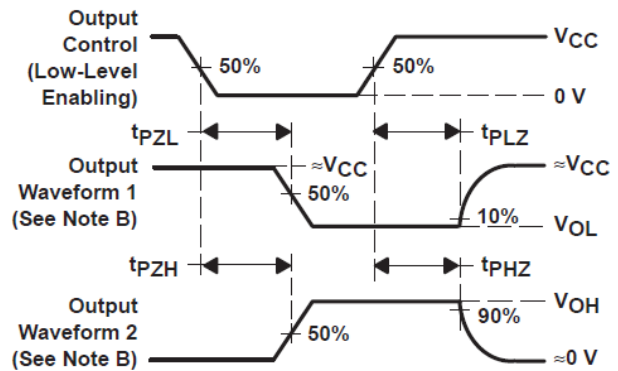 Output
Control
(Low-Level
Enabling)
50%
50%
VCC
0 V
tPZL
tPLZ
Output
Waveform 1
(See Note B)
≈VCC
50%
≈VCC
10%
VOL
tPZH
tPHZ
Output
Waveform 2
(See Note B)
50%
VOH
90%
≈0 V